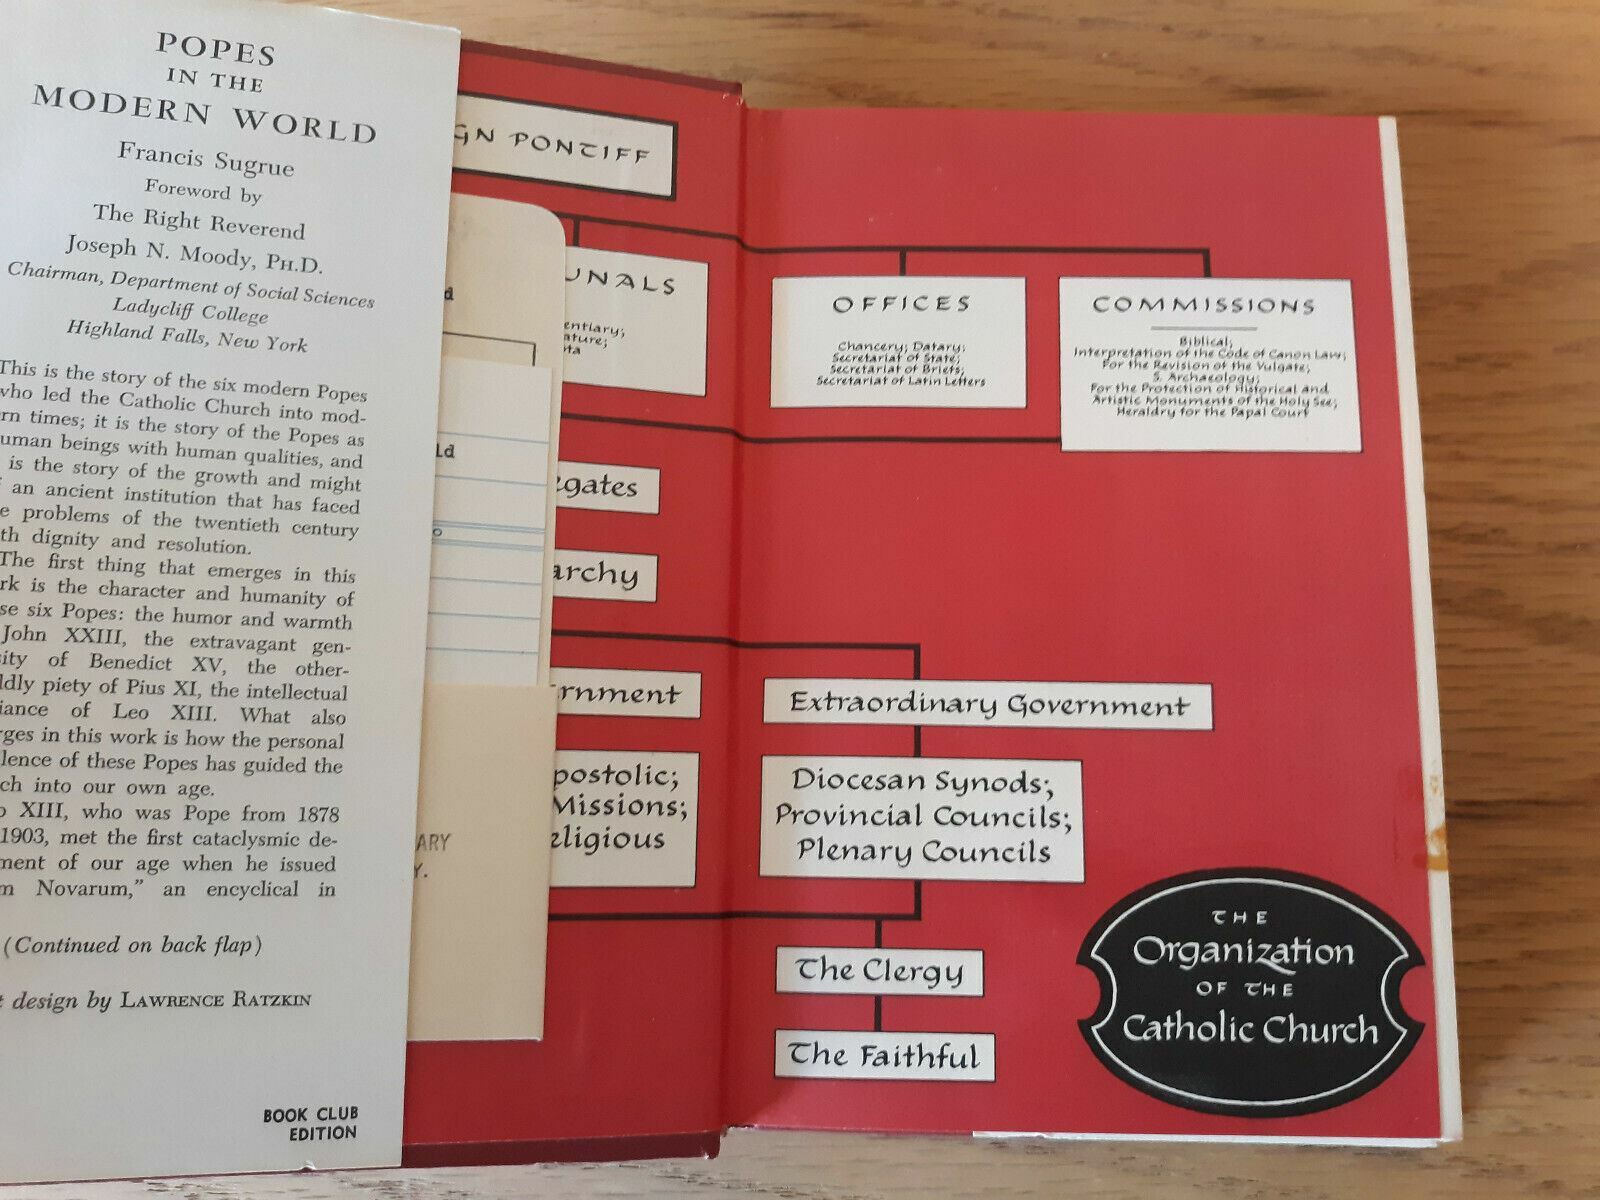 POPES
IN THE
MODERN WORLD
Francis Sugrue
Foreword by
The Right Reverend
Joseph N. Moody, PH.D.
Chairman, Department of Social Sciences
Ladycliff College
Highland Falls, New York
This is the story of the six modern Popes
who led the Catholic Church into mod-
times; it is the story of the Popes as
beings with human qualities, and
is the story of the growth and might
an ancient institution that has faced
problems of the twentieth century
dignity and resolution.
The first thing that emerges in this
is the character and humanity of
six Popes: the humor and warmth
John XXIII, the extravagant gen-
of Benedict XV, the other-
piety of Pius XI, the intellectual
of Leo XIII. What also
in this work is how the personal
of these Popes has guided the
into our own age.
XIII, who was Pope from 1878
1903, met the first cataclysmic de-
of our age when he issued
Novarum," an encyclical in
(Continued on back flap)
design by LAWRENCE RATZKIN
BOOK CLUB
EDITION
PONTIFF
OFFICES
Chancery; Datary;
Secretariat of State;
Secretariat of Briefs;
Secretariat of Latin Letters
COMMISSIONS
Biblical;
Interpretation of the Code of Canon Law;
For the Revision of the Vulgate;
S. Archaeology;
For the Protection of Historical and
Artistic Monuments of the Holy See;
Heraldry for the Papal Court
Extraordinary Government
Missions;
Diocesan Synods;
Provincial Councils;
Plenary Councils
The Clergy
The Faithful
THE
Organization
OF THE
Catholic Church